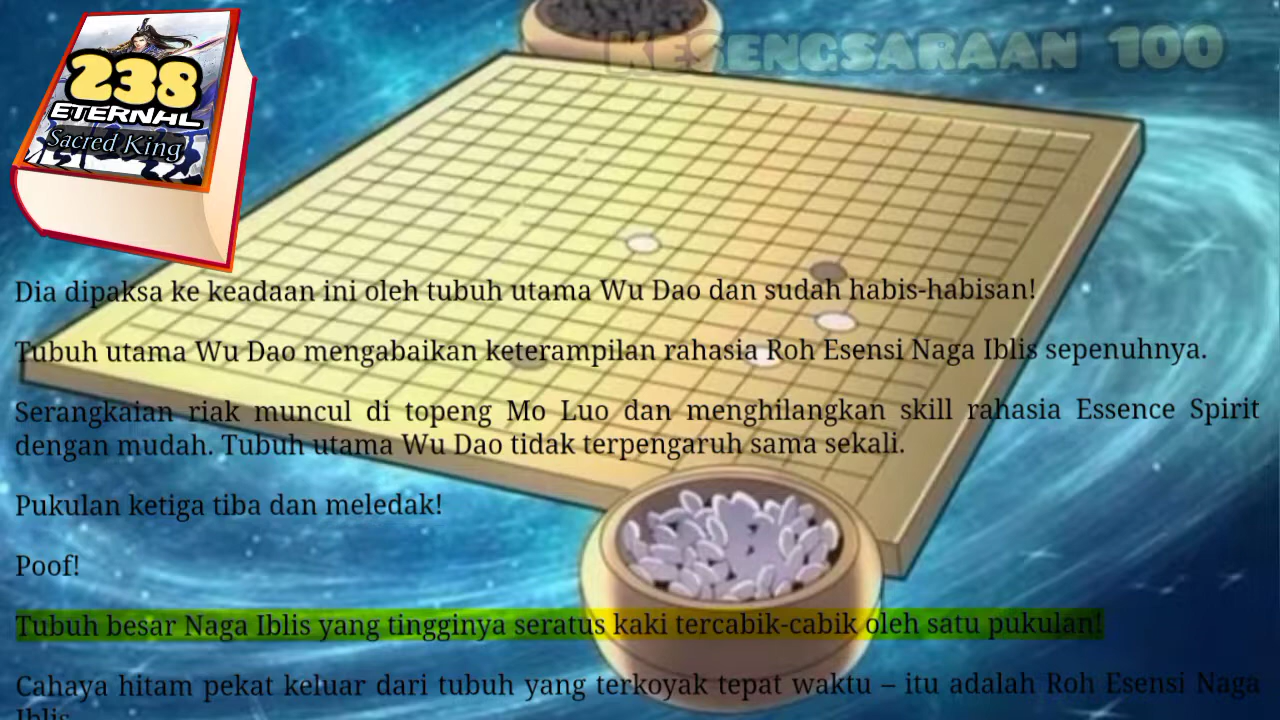 KESENGSARAAN 100
238
ETERNAL
Sacred King
Dia dipaksa ke keadaan ini oleh tubuh utama Wu Dao dan sudah habis-habisan!
Tubuh utama Wu Dao mengabaikan keterampilan rahasia Roh Esensi Naga Iblis sepenuhnya.
Serangkaian riak muncul di topeng Mo Luo dan menghilangkan skill rahasia Essence Spirit
dengan mudah. Tubuh utama Wu Dao tidak terpengaruh sama sekali.
Pukulan ketiga tiba dan meledak!
Poof!
Tubuh besar Naga Iblis yang tingginya seratus kaki tercabik-cabik oleh satu pukulan!
Cahaya hitam pekat keluar dari tubuh yang terkoyak tepat waktu – itu adalah Roh Esensi Naga
Iblis